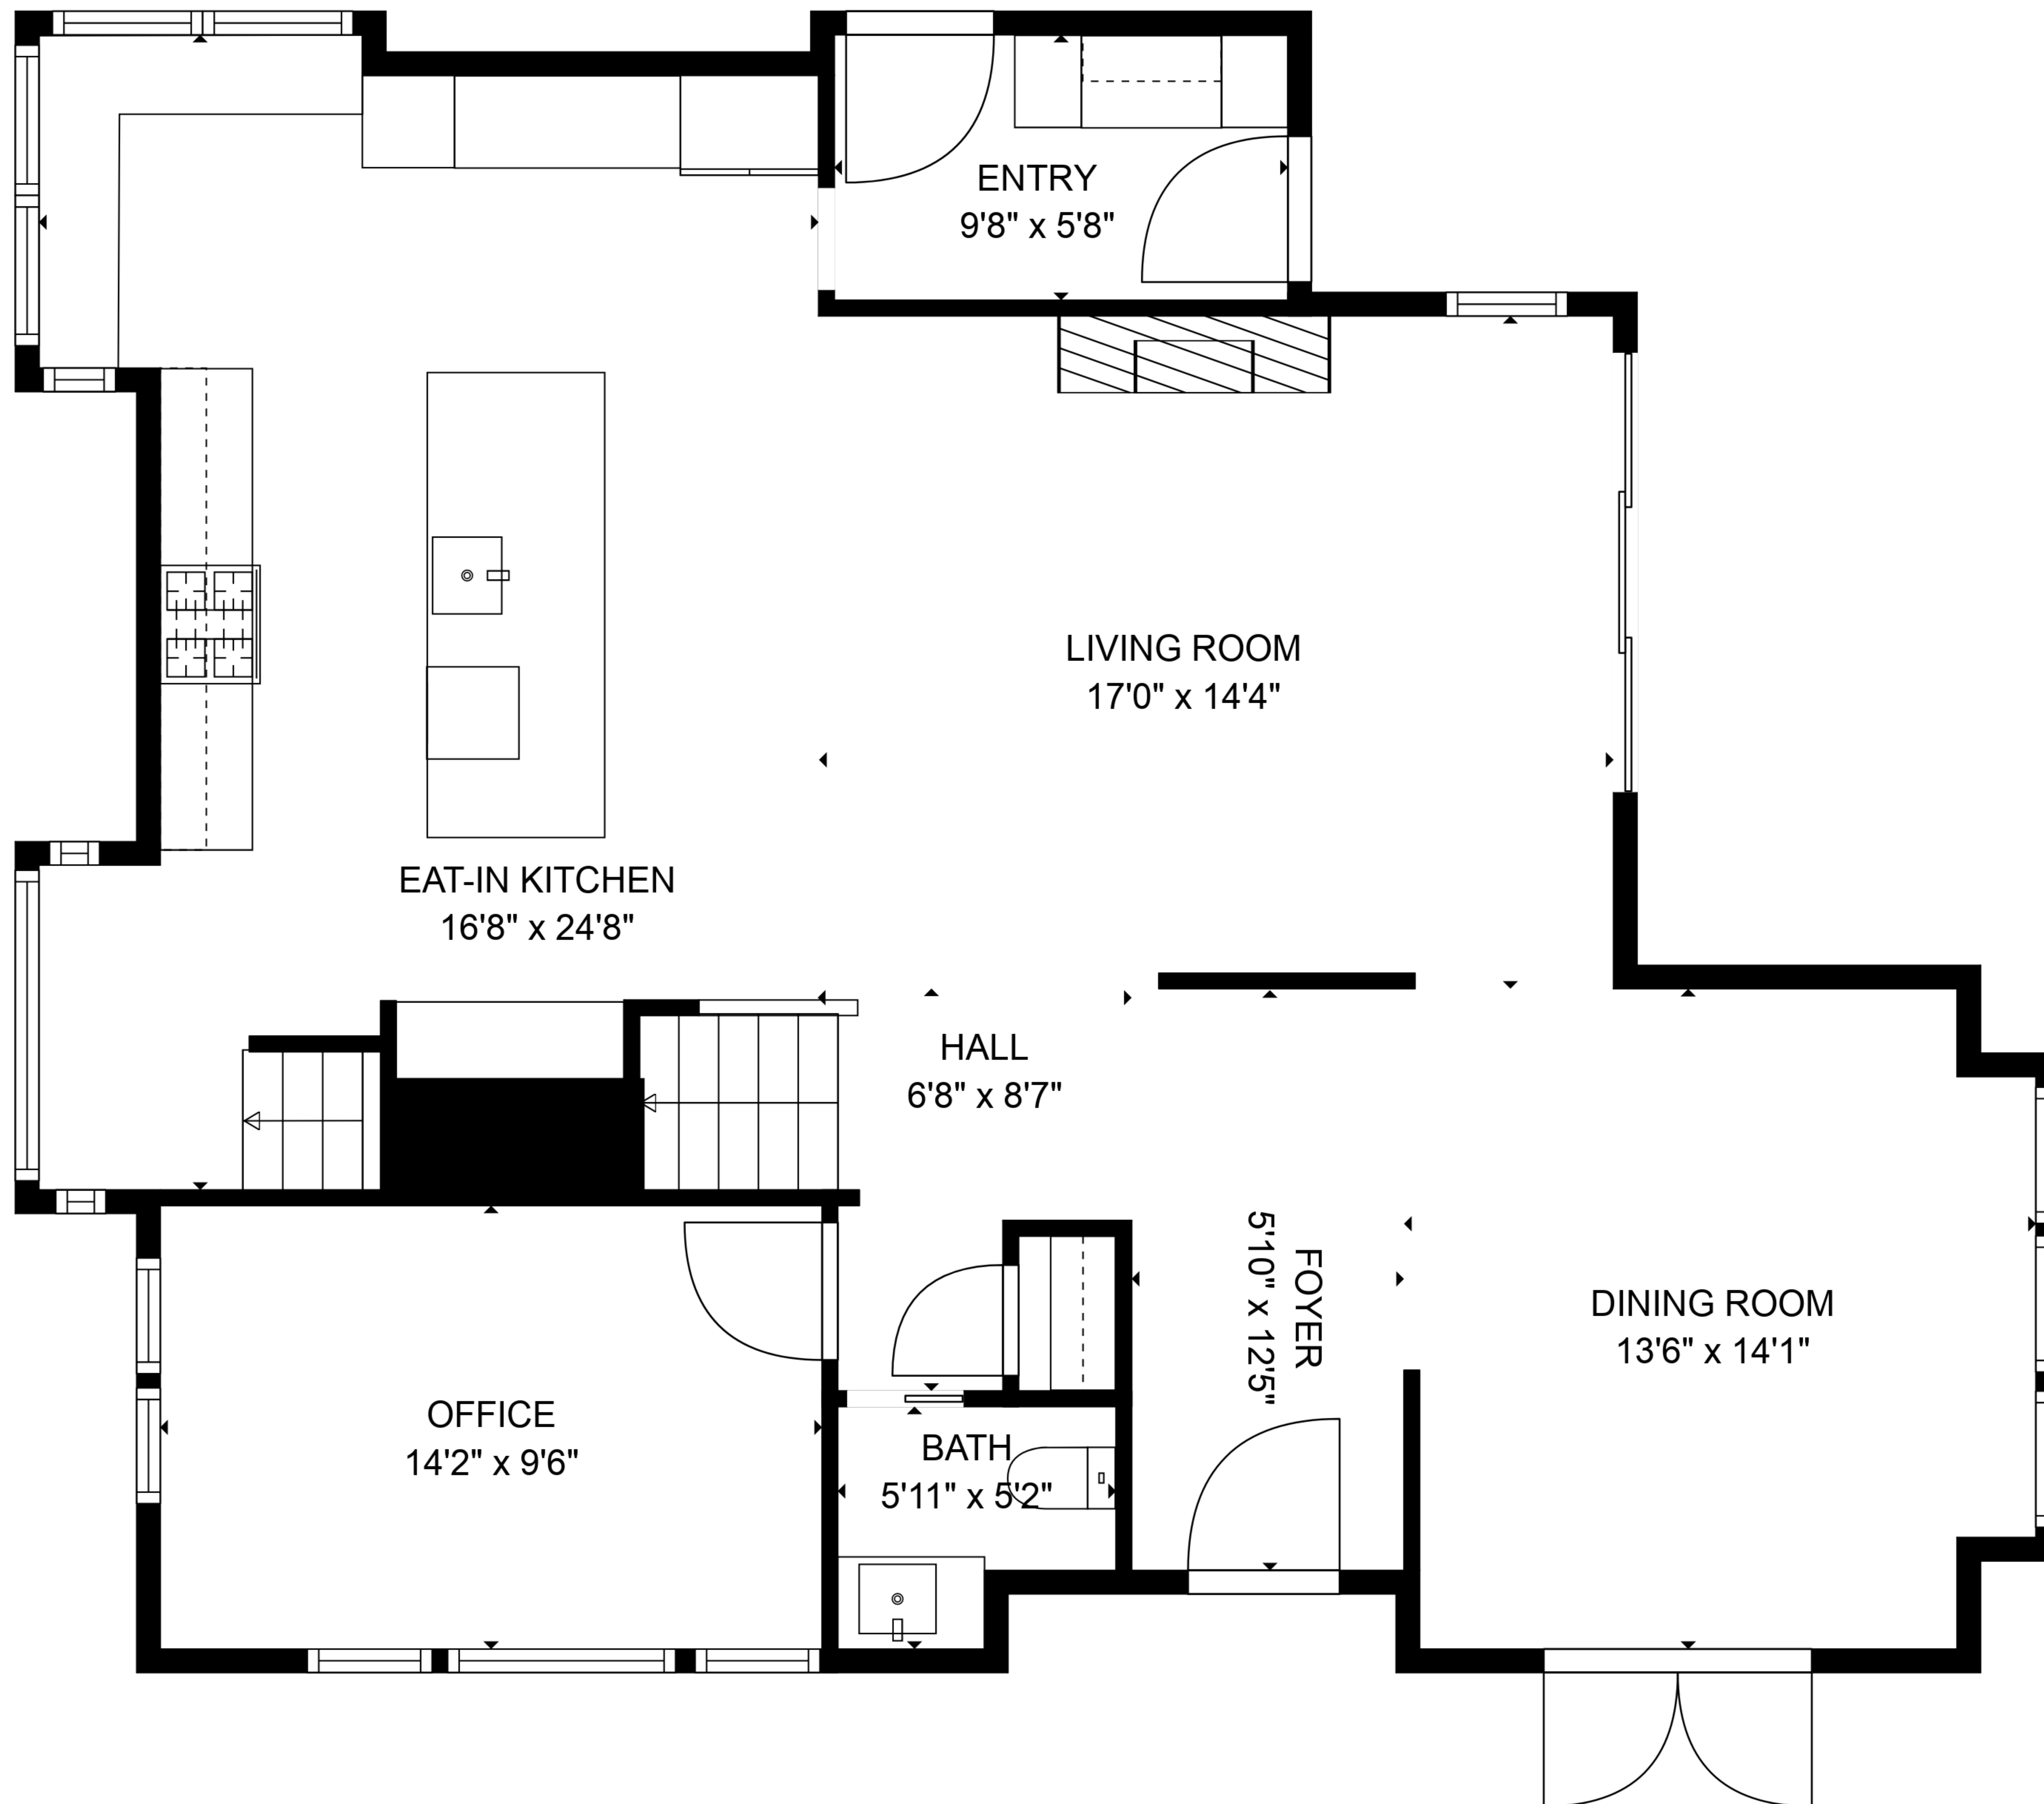 ENTRY
9'8" x 5'8"
LIVING ROOM
17'0" x 14'4"
EAT-IN KITCHEN
16'8" x 24'8"
HALL
6'8" x 8'7"
FOYER
5'10" x 12'5"
DINING ROOM
13'6" x 14'1"
OFFICE
14'2" x 9'6"
BATH
5'11" x 5'2"